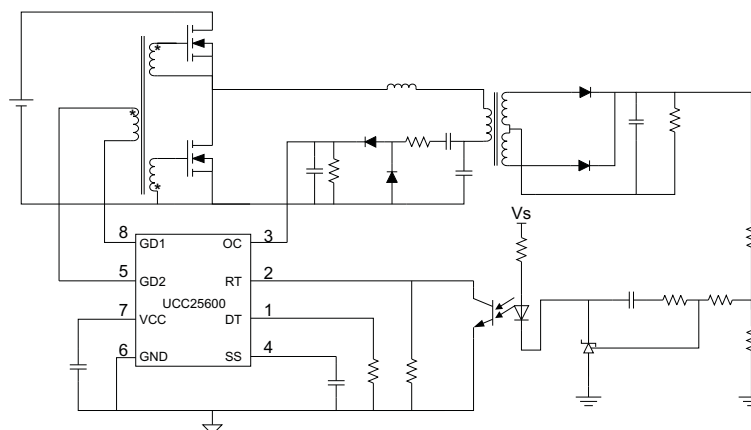 Vs
8 GD1 OC 3
5 GD2 RT 2
UCC25600
7 VCC DT 1
6 GND SS 4